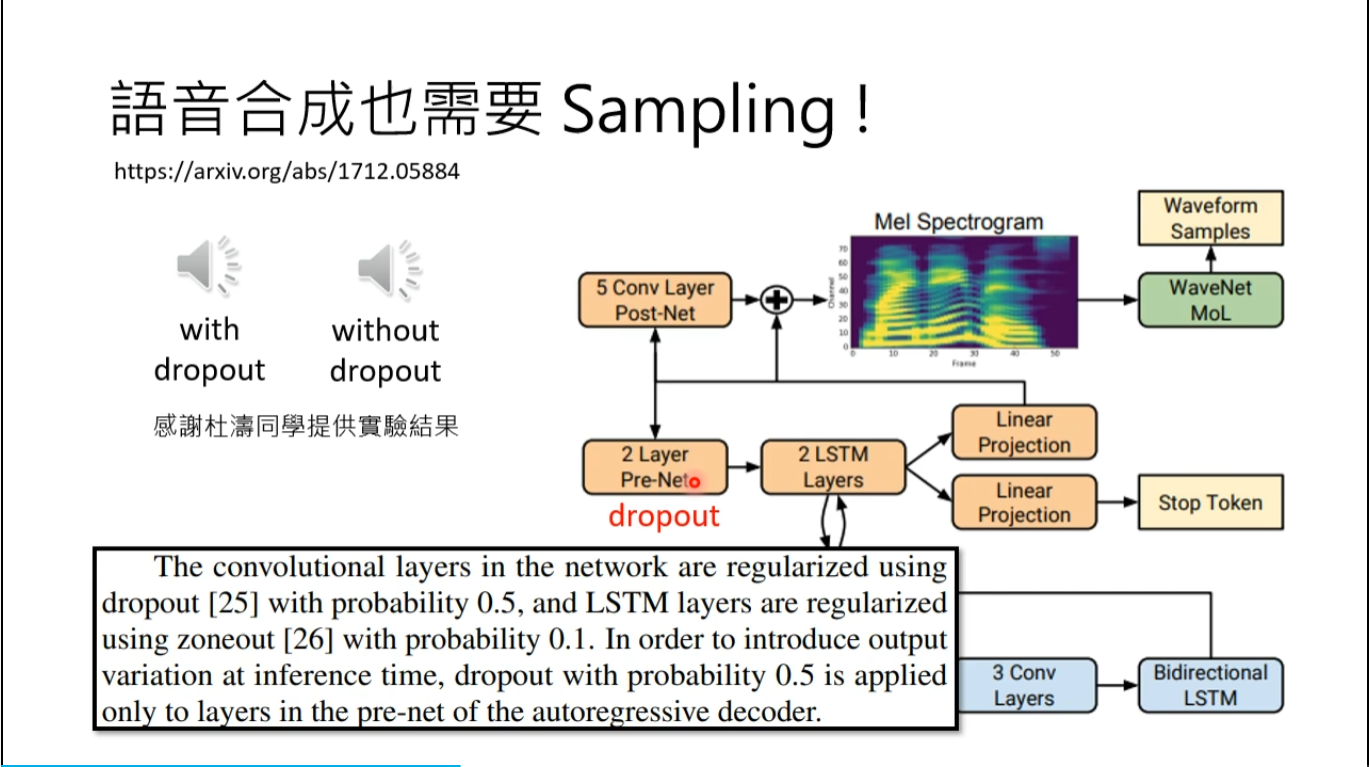 語音合成也需要 Sampling !
https://arxiv.org/abs/1712.05884
with
dropout
without
dropout
感謝杜濤同學提供實驗結果
Mel Spectrogram
70
60
50
40
30
20
10
0
Channel
0 10 20 30 40 50
Frame
Waveform
Samples
5 Conv Layer
Post-Net
WaveNet
MoL
2 Layer
Pre-Net
dropout
2 LSTM
Layers
Linear
Projection
Linear
Projection
Stop Token
The convolutional layers in the network are regularized using
dropout [25] with probability 0.5, and LSTM layers are regularized
using zoneout [26] with probability 0.1. In order to introduce output
variation at inference time, dropout with probability 0.5 is applied
only to layers in the pre-net of the autoregressive decoder.
3 Conv
Layers
Bidirectional
LSTM